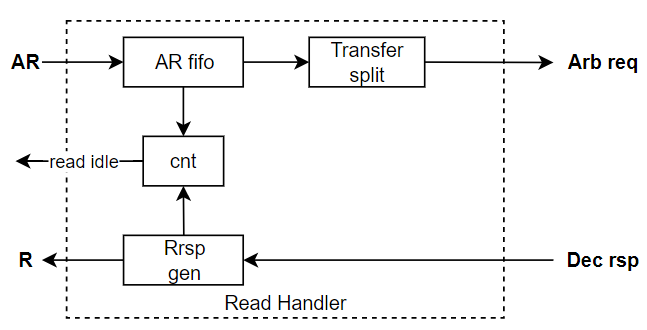 AR
AR fifo
Transfer
split
Arb req
read idle
cnt
R
Rrsp
gen
Dec rsp
Read Handler